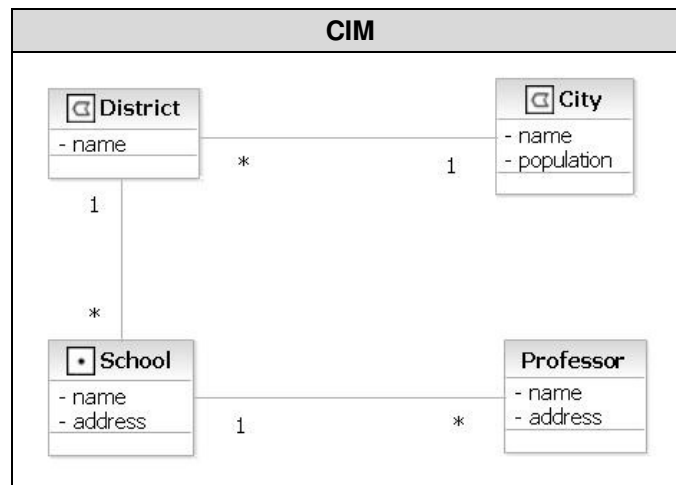 CIM
District
- name
City
- name
- population
*
1
1
*
School
- name
- address
Professor
- name
- address
1
*